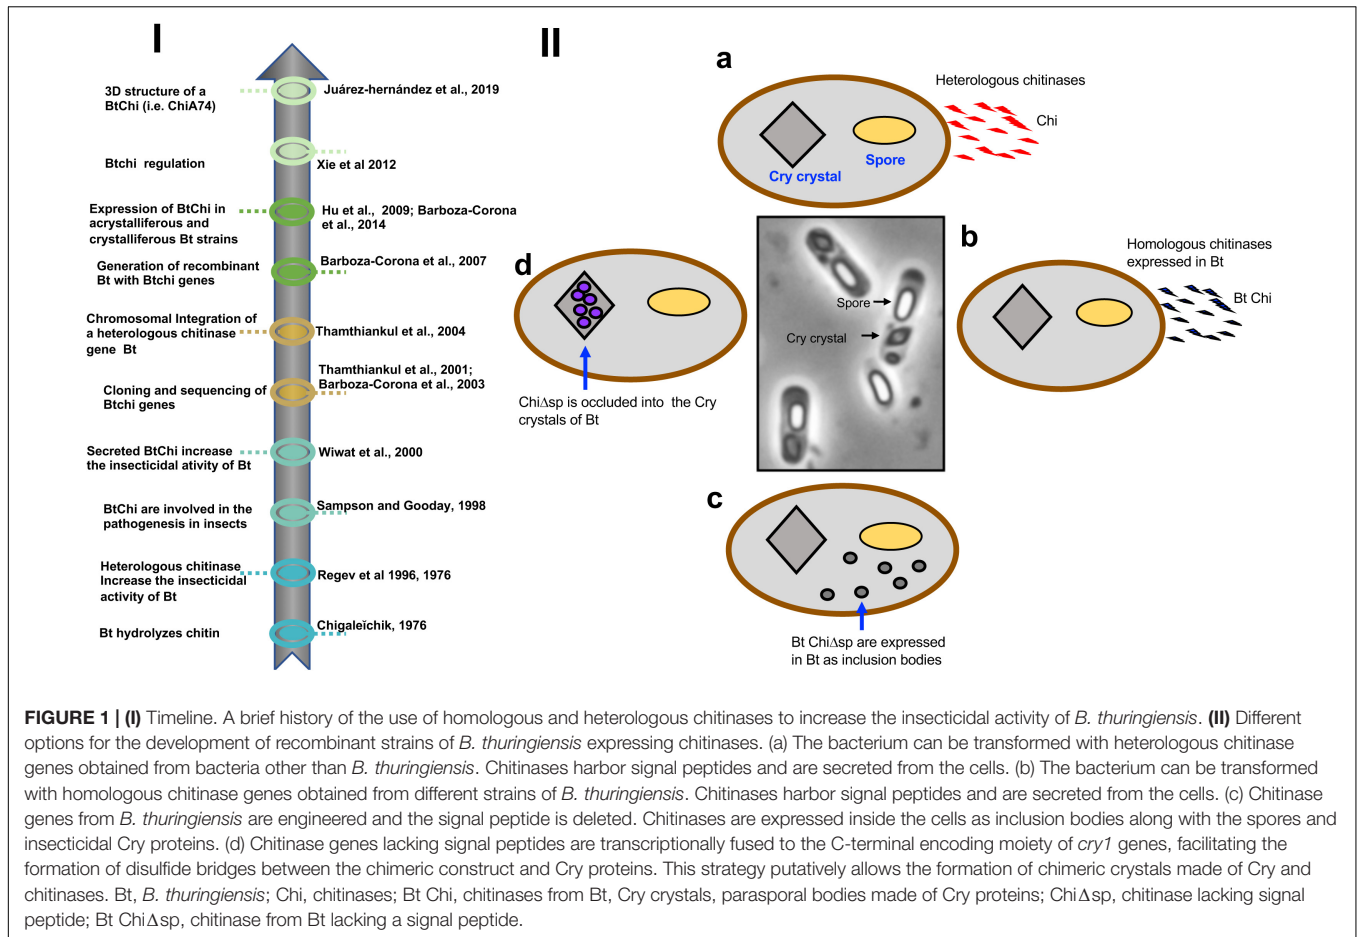 I
3D structure of a
BtChi (i.e. ChiA74)
Juárez-hernández et al., 2019
Btchi regulation
Xie et al 2012
Expression of BtChi in
acrystalliferous and
crystalliferous Bt strains
Hu et al., 2009; Barboza-Corona
et al., 2014
Generation of recombinant
Bt with Btchi genes
Barboza-Corona et al., 2007
Chromosomal Integration of
a heterologous chitinase
gene Bt
Thamthiankul et al., 2004
Cloning and sequencing of
Btchi genes
Thamthiankul et al., 2001;
Barboza-Corona et al., 2003
Secreted BtChi increase
the insecticidal ativity of Bt
Wiwat et al., 2000
BtChi are involved in the
pathogenesis in insects
Sampson and Gooday, 1998
Heterologous chitinase
Increase the insecticidal
activity of Bt
Regev et al 1996, 1976
Bt hydrolyzes chitin
Chigaleïchik, 1976
II
a
Heterologous chitinases
Chi
Spore
Cry crystal
b
Homologous chitinases
expressed in Bt
Bt Chi
d
ChiΔsp is occluded into the Cry
crystals of Bt
Spore
Cry crystal
c
Bt ChiΔsp are expressed
in Bt as inclusion bodies
FIGURE 1 | (I) Timeline. A brief history of the use of homologous and heterologous chitinases to increase the insecticidal activity of B. thuringiensis. (II) Different
options for the development of recombinant strains of B. thuringiensis expressing chitinases. (a) The bacterium can be transformed with heterologous chitinase
genes obtained from bacteria other than B. thuringiensis. Chitinases harbor signal peptides and are secreted from the cells. (b) The bacterium can be transformed
with homologous chitinase genes obtained from different strains of B. thuringiensis. Chitinases harbor signal peptides and are secreted from the cells. (c) Chitinase
genes from B. thuringiensis are engineered and the signal peptide is deleted. Chitinases are expressed inside the cells as inclusion bodies along with the spores and
insecticidal Cry proteins. (d) Chitinase genes lacking signal peptides are transcriptionally fused to the C-terminal encoding moiety of cry1 genes, facilitating the
formation of disulfide bridges between the chimeric construct and Cry proteins. This strategy putatively allows the formation of chimeric crystals made of Cry and
chitinases. Bt, B. thuringiensis; Chi, chitinases; Bt Chi, chitinases from Bt, Cry crystals, parasporal bodies made of Cry proteins; ChiΔsp, chitinase lacking signal
peptide; Bt ChiΔsp, chitinase from Bt lacking a signal peptide.